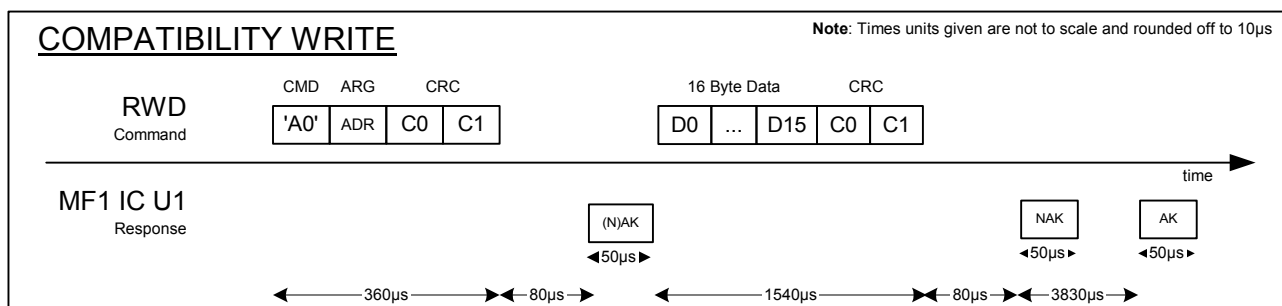 COMPATIBILITY WRITE
Note: Times units given are not to scale and rounded off to 10µs
CMD ARG CRC 16 Byte Data CRC
RWD
Command
'A0' ADR C0 C1 D0 ... D15 C0 C1
time
MF1 IC U1
Response
(N)AK NAK AK
50µs 50µs 50µs
360µs 80µs 1540µs 80µs 3830µs